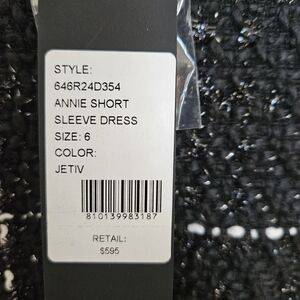 STYLE:
646R24D354
ANNIE SHORT
SLEEVE DRESS
SIZE: 6
COLOR:
JETIV
810139983187
RETAIL:
$595